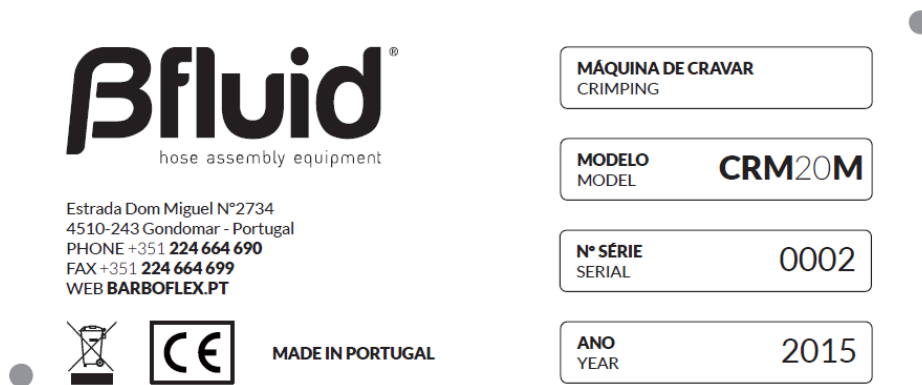 βfluid®
hose assembly equipment
Estrada Dom Miguel Nº2734
4510-243 Gondomar - Portugal
PHONE +351 224 664 690
FAX +351 224 664 699
WEB BARBOFLEX.PT
CE
MADE IN PORTUGAL
MÁQUINA DE CRAVAR
CRIMPING
MODELO
MODEL
CRM20M
Nº SÉRIE
SERIAL
0002
ANO
YEAR
2015